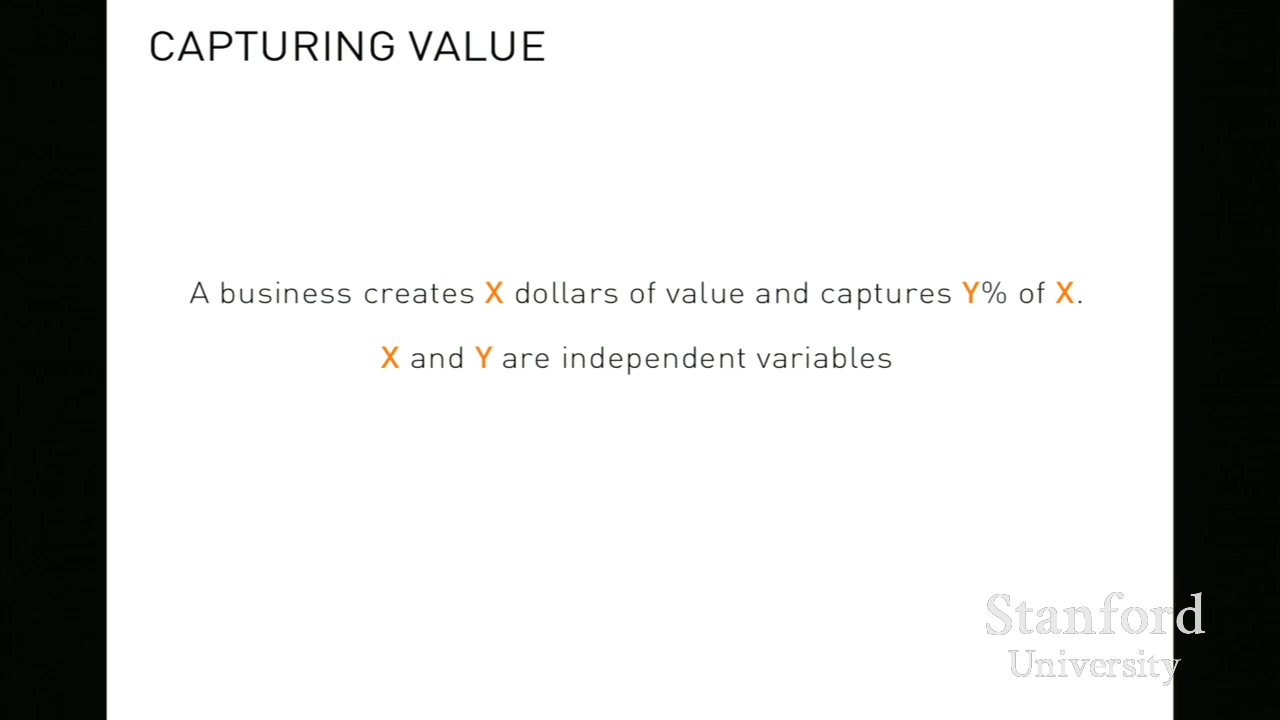 CAPTURING VALUE
A business creates X dollars of value and captures Y% of X.
X and Y are independent variables
Stanford
University